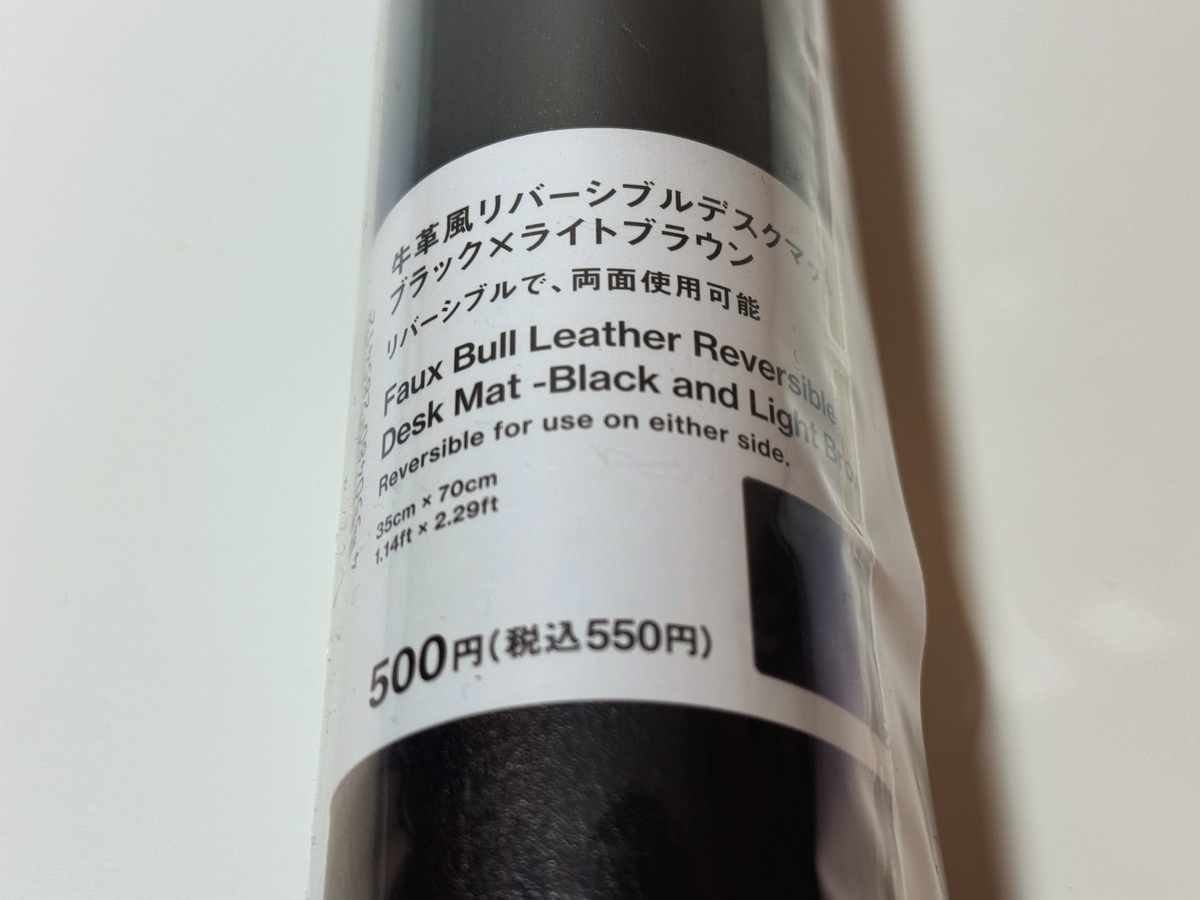 牛革風リバーシブルデスクマッ
ブラック×ライトブラウン
リバーシブルで、両面使用可能
Faux Bull Leather Reversible
Desk Mat -Black and Light Bro
Reversible for use on either side.
35cm × 70cm
1.14ft × 2.29ft
500円(税込550円)